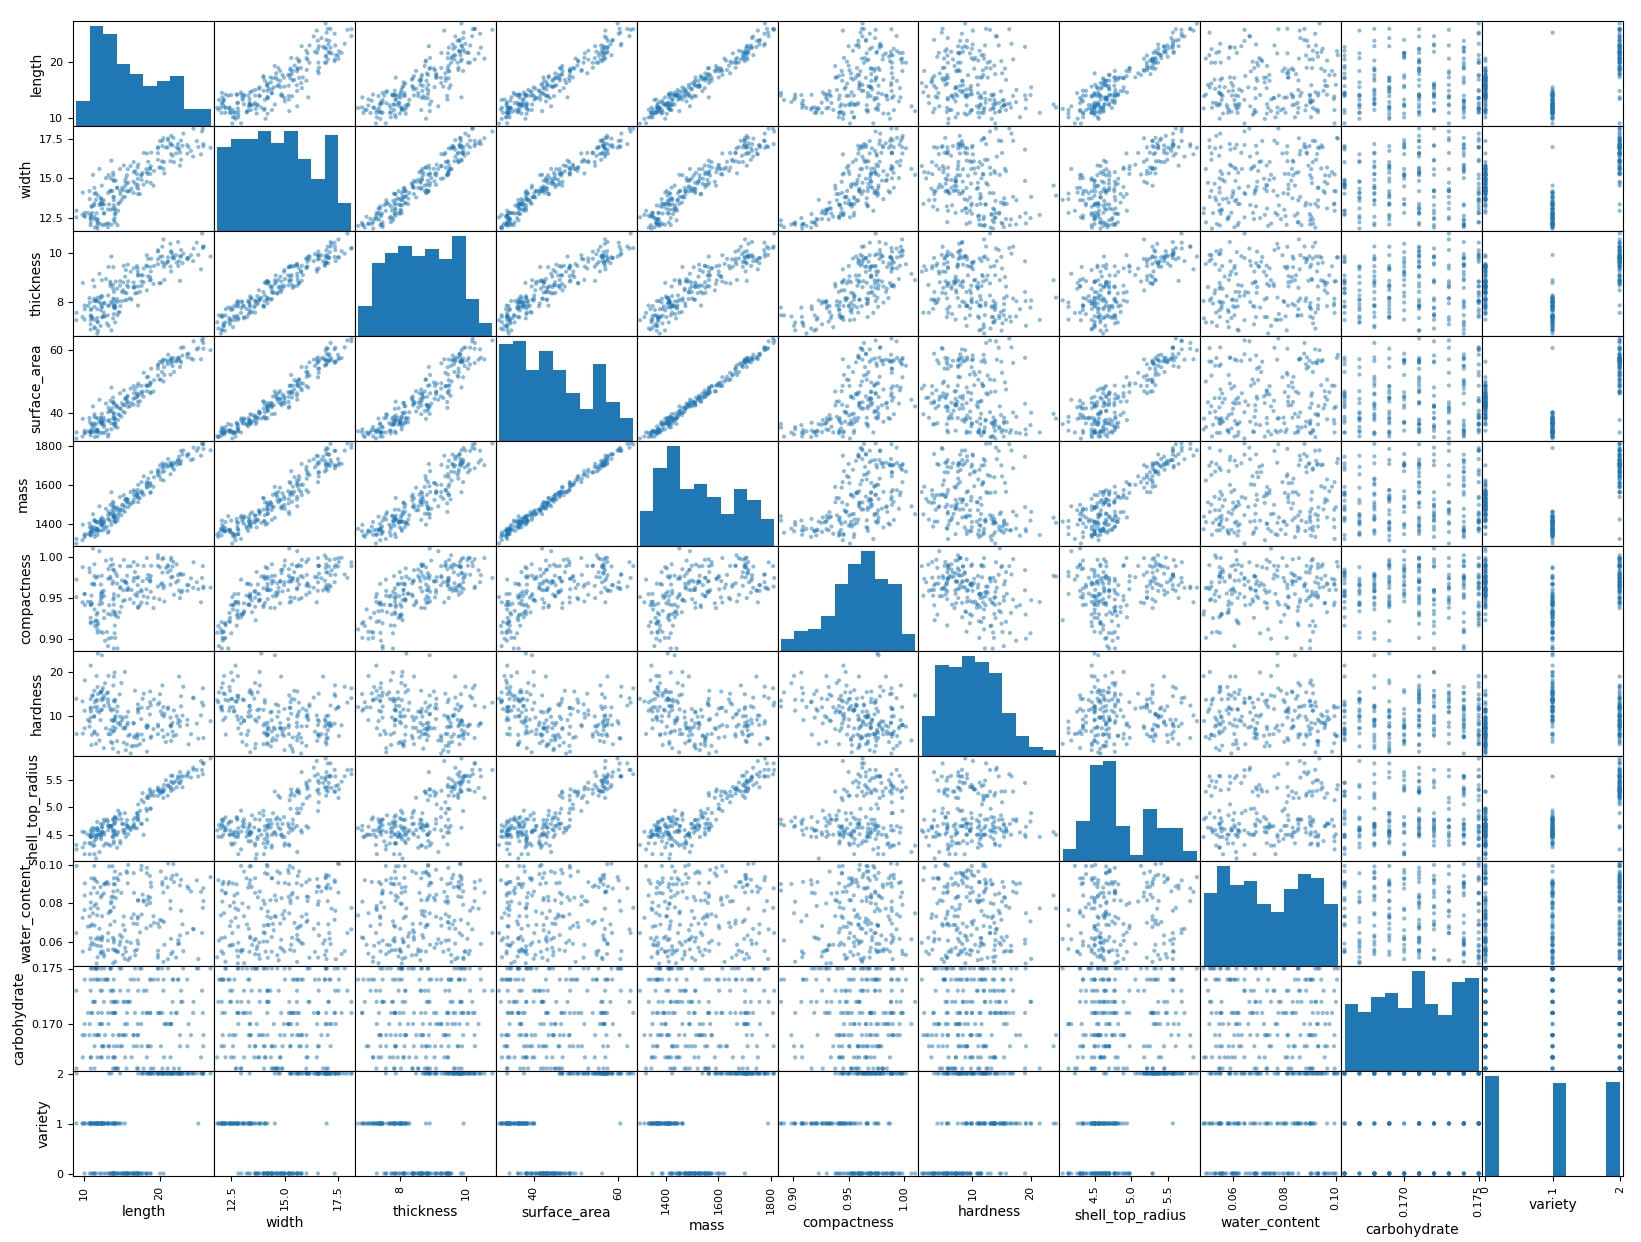 length
20
10
width
17.5
15.0
12.5
thickness
10
8
surface_area
60
40
mass
1800
1600
1400
compactness
1.00
0.95
0.90
hardness
20
10
shell_top_radius
5.5
5.0
4.5
water_content
0.10
0.08
0.06
carbohydrate
0.175
0.170
variety
2
1
0
10 20 12.5 15.0 17.5 8 10 40 60 1400 1600 1800 0.90 0.95 1.00 10 20 4.5 5.0 5.5 0.06 0.08 0.10 0.170 0.175 0 1 2
length width thickness surface_area mass compactness hardness shell_top_radius water_content carbohydrate variety